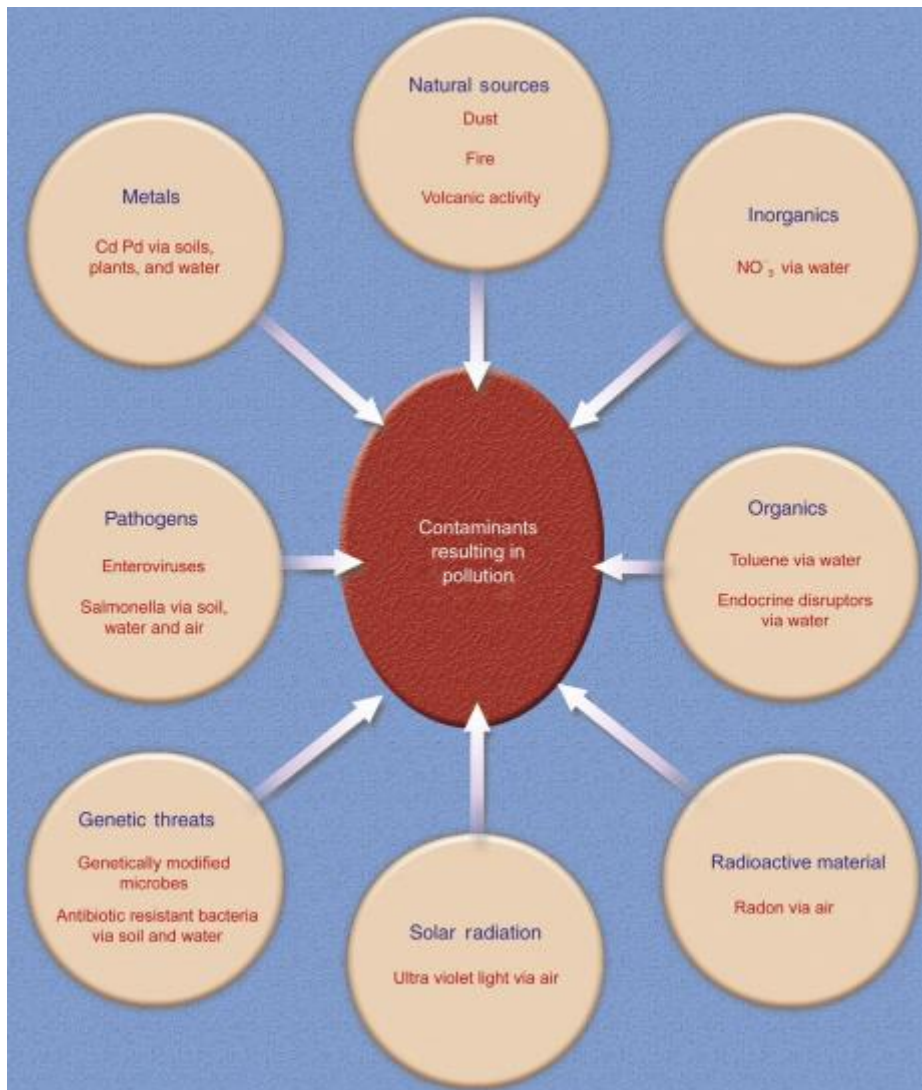 Natural sources
Dust
Fire
Volcanic activity
Metals
Cd Pd via soils,
plants, and water
Inorganics
NO⁻₃ via water
Contaminants
resulting in
pollution
Pathogens
Enteroviruses
Salmonella via soil,
water and air
Organics
Toluene via water
Endocrine disruptors
via water
Genetic threats
Genetically modified
microbes
Antibiotic resistant bacteria
via soil and water
Solar radiation
Ultra violet light via air
Radioactive material
Radon via air